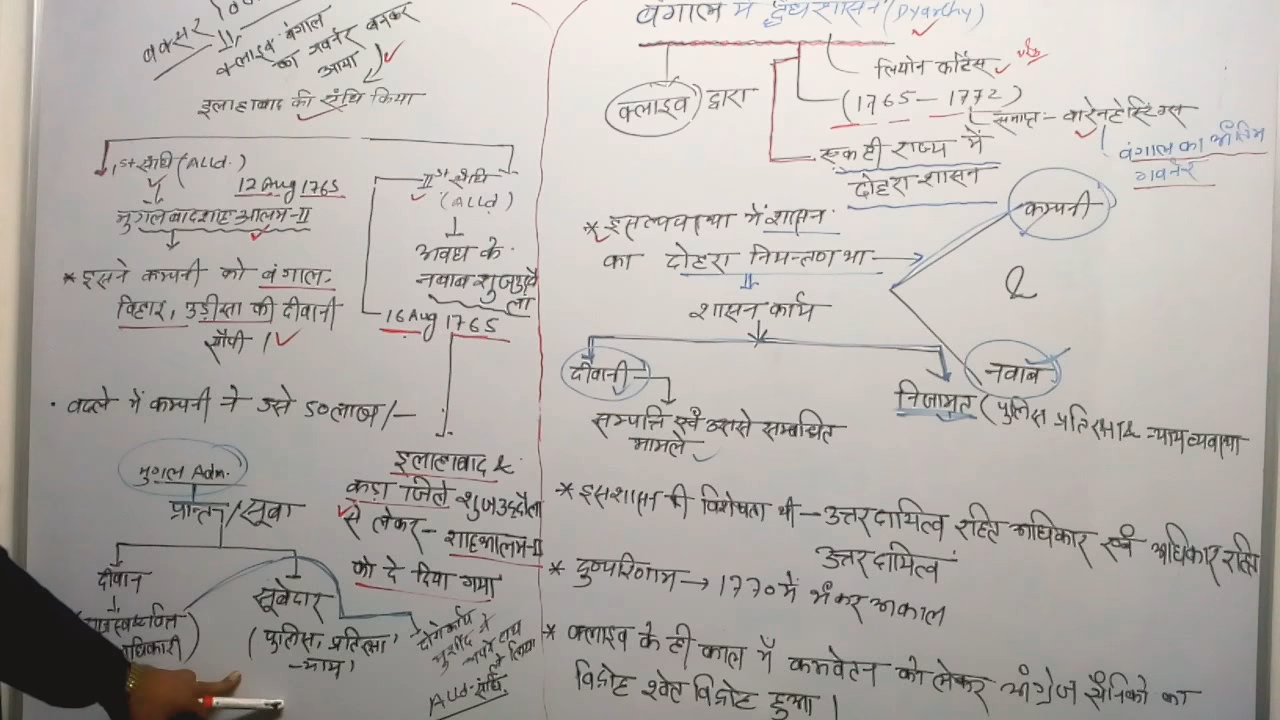 बक्सर
क्लाइव बंगाल
का गवर्नर बनकर
आया
इलाहाबाद की संधि किया
1st संधि (Alld.)
12 Aug 1765
मुगल बादशाह आलम-II
* इसने कम्पनी को बंगाल,
बिहार, उड़ीसा की दीवानी
सौंपी।
• बदले में कम्पनी ने उसे 50 लाख/-
मुगल Adm.
प्रान्त/सूबा
दीवान
अधिकारी)
सूबेदार
(पुलिस, प्रतिरक्षा,
न्याय)
II संधि
(Alld)
अवध के
नवाब शुजाउद्दौ
ला
16 Aug 1765
इलाहाबाद &
कड़ा जिले शुजाउद्दौला
से लेकर - शाहआलम-II
को दे दिया गया
Alld-संधि
बंगाल में द्वैधशासन (Dyarchy)
लियोन कर्टिस
क्लाइव द्वारा
(1765-1772)
समाप्त - वारेनहेस्टिंग्स
बंगाल का अंतिम
गवर्नर
एक ही राज्य में
दोहरा शासन
* इस व्यवस्था में शासन
का दोहरा नियन्त्रण था
कम्पनी
&
नवाब
शासन कार्य
दीवानी
सम्पत्ति एवं उससे सम्बंधित
मामले
निजामत (पुलिस प्रतिरक्षा & न्यायव्यवस्था
* इस शासन की विशेषता थी - उत्तरदायित्व रहित अधिकार एवं अधिकार रहित
उत्तरदायित्व
* दुष्परिणाम → 1770 में भंकर अकाल
* क्लाइव के ही काल में कमवेतन को लेकर अंग्रेज सैनिको का
विद्रोह श्वेत विद्रोह हुआ।